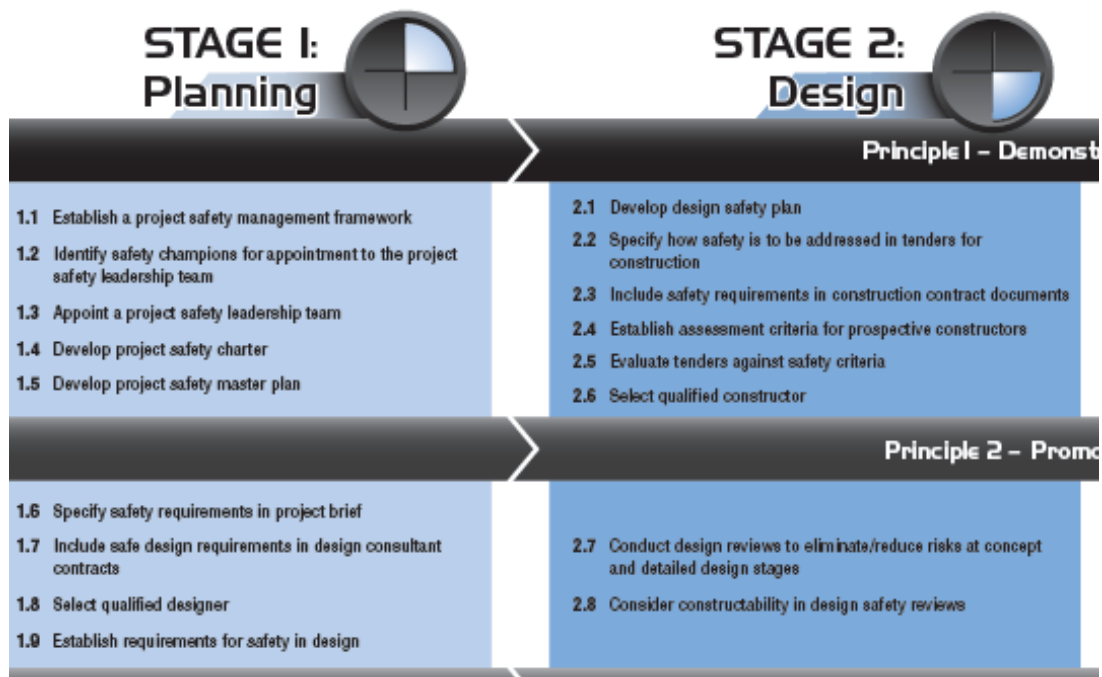 STAGE 1:
Planning
STAGE 2:
Design
Principle 1 – Demonst
1.1 Establish a project safety management framework
1.2 Identify safety champions for appointment to the project
safety leadership team
1.3 Appoint a project safety leadership team
1.4 Develop project safety charter
1.5 Develop project safety master plan
2.1 Develop design safety plan
2.2 Specify how safety is to be addressed in tenders for
construction
2.3 Include safety requirements in construction contract documents
2.4 Establish assessment criteria for prospective constructors
2.5 Evaluate tenders against safety criteria
2.6 Select qualified constructor
Principle 2 – Promo
1.6 Specify safety requirements in project brief
1.7 Include safe design requirements in design consultant
contracts
1.8 Select qualified designer
1.9 Establish requirements for safety in design
2.7 Conduct design reviews to eliminate/reduce risks at concept
and detailed design stages
2.8 Consider constructability in design safety reviews